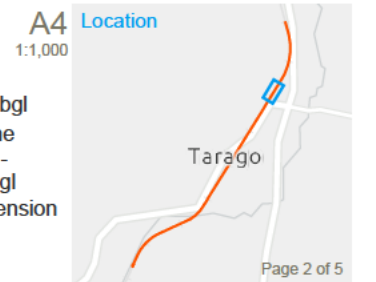 A4 Location
1:1,000
bgl
ne
-
gl
ension
Tarago
Page 2 of 5